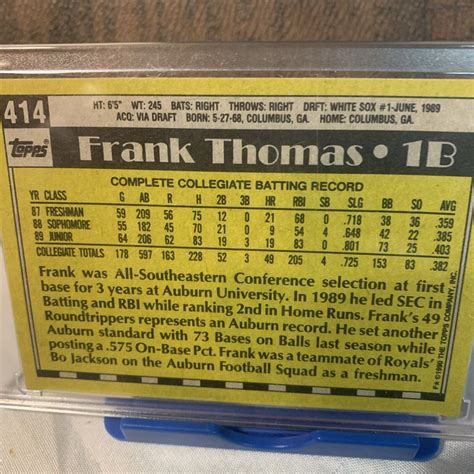 414
HT: 6'5" WT: 245 BATS: RIGHT THROWS: RIGHT DRFT: WHITE SOX #1-JUNE, 1989
ACQ: VIA DRAFT BORN: 5-27-68, COLUMBUS, GA. HOME: COLUMBUS, GA.
Topps
Frank Thomas • 1B
COMPLETE COLLEGIATE BATTING RECORD
YR CLASS G AB R H 2B 3B HR RBI SB SLG BB SO AVG
87 FRESHMAN 59 209 56 75 12 0 21 68 0 .718 38 36 .359
88 SOPHOMORE 55 182 45 70 21 0 9 54 4 .648 42 24 .385
89 JUNIOR 64 206 62 83 19 3 19 83 0 .801 73 25 .403
COLLEGIATE TOTALS 178 597 163 228 52 3 49 205 4 .725 153 83 .382
Frank was All-Southeastern Conference selection at first
base for 3 years at Auburn University. In 1989 he led SEC in
Batting and RBI while ranking 2nd in Home Runs. Frank's 49
Roundtrippers represents an Auburn record. He set another
Auburn standard with 73 Bases on Balls last season while
posting a .575 On-Base Pct. Frank was a teammate of Royals'
Bo Jackson on the Auburn Football Squad as a freshman.
F* ©1990 THE TOPPS COMPANY, INC.